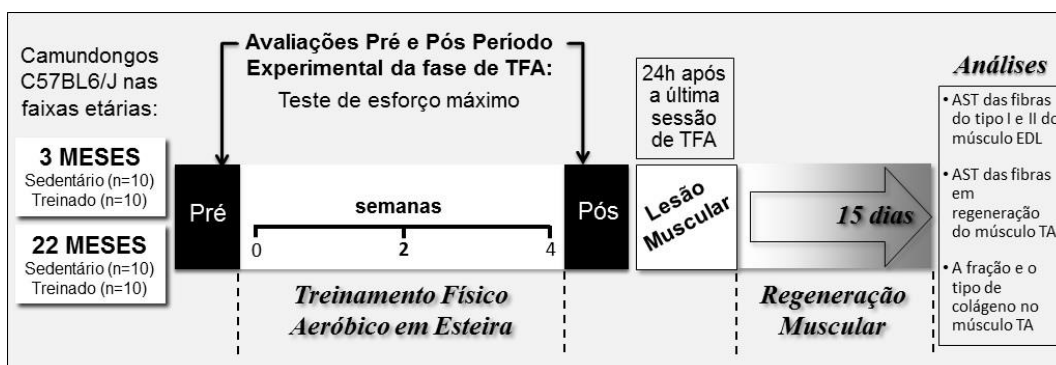 Camundongos
C57BL6/J nas
faixas etárias:
3 MESES
Sedentário (n=10)
Treinado (n=10)
22 MESES
Sedentário (n=10)
Treinado (n=10)
Avaliações Pré e Pós Período
Experimental da fase de TFA:
Teste de esforço máximo
Pré
semanas
0 2 4
Pós
Treinamento Físico
Aeróbico em Esteira
24h após
a última
sessão
de TFA
Lesão
Muscular
15 dias
Regeneração
Muscular
Análises
• AST das fibras
do tipo I e II do
músculo EDL
• AST das fibras
em
regeneração
do músculo TA
• A fração e o
tipo de
colágeno no
músculo TA